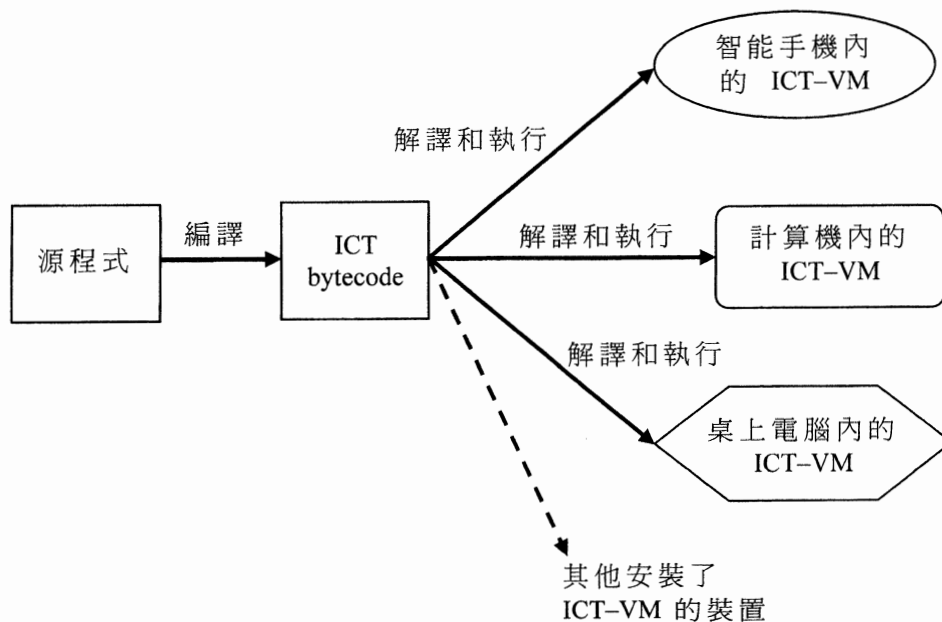 智能手機內
的 ICT–VM
解譯和執行
源程式
編譯
ICT
bytecode
解譯和執行
計算機內的
ICT–VM
解譯和執行
桌上電腦內的
ICT–VM
其他安裝了
ICT–VM 的裝置